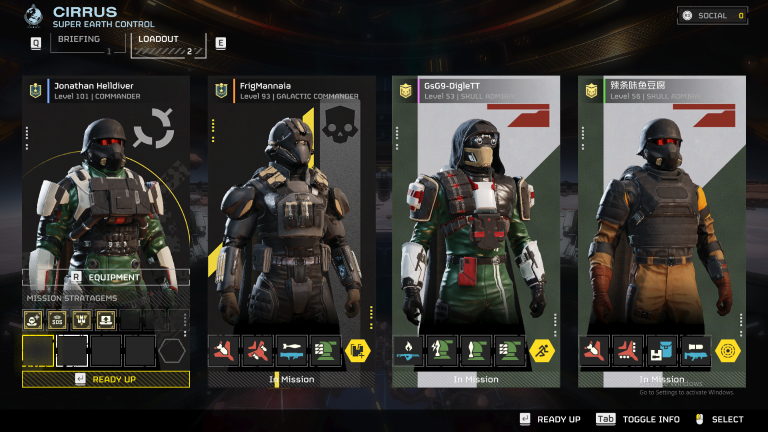 CIRRUS
SUPER EARTH CONTROL
SOCIAL 0
Q
BRIEFING
1
LOADOUT
2
E
Jonathan Helldiver
Level 101 | COMMANDER
FrigMannaia
Level 93 | GALACTIC COMMANDER
GsG9-DigleTT
Level 53 | SKULL ADMIRAL
辣条味鱼豆腐
Level 56 | SKULL ADMIRAL
R EQUIPMENT
MISSION STRATAGEMS
SOS
READY UP
In Mission
In Mission
In Mission
Go to Settings to activate Windows.
READY UP
Tab TOGGLE INFO
SELECT